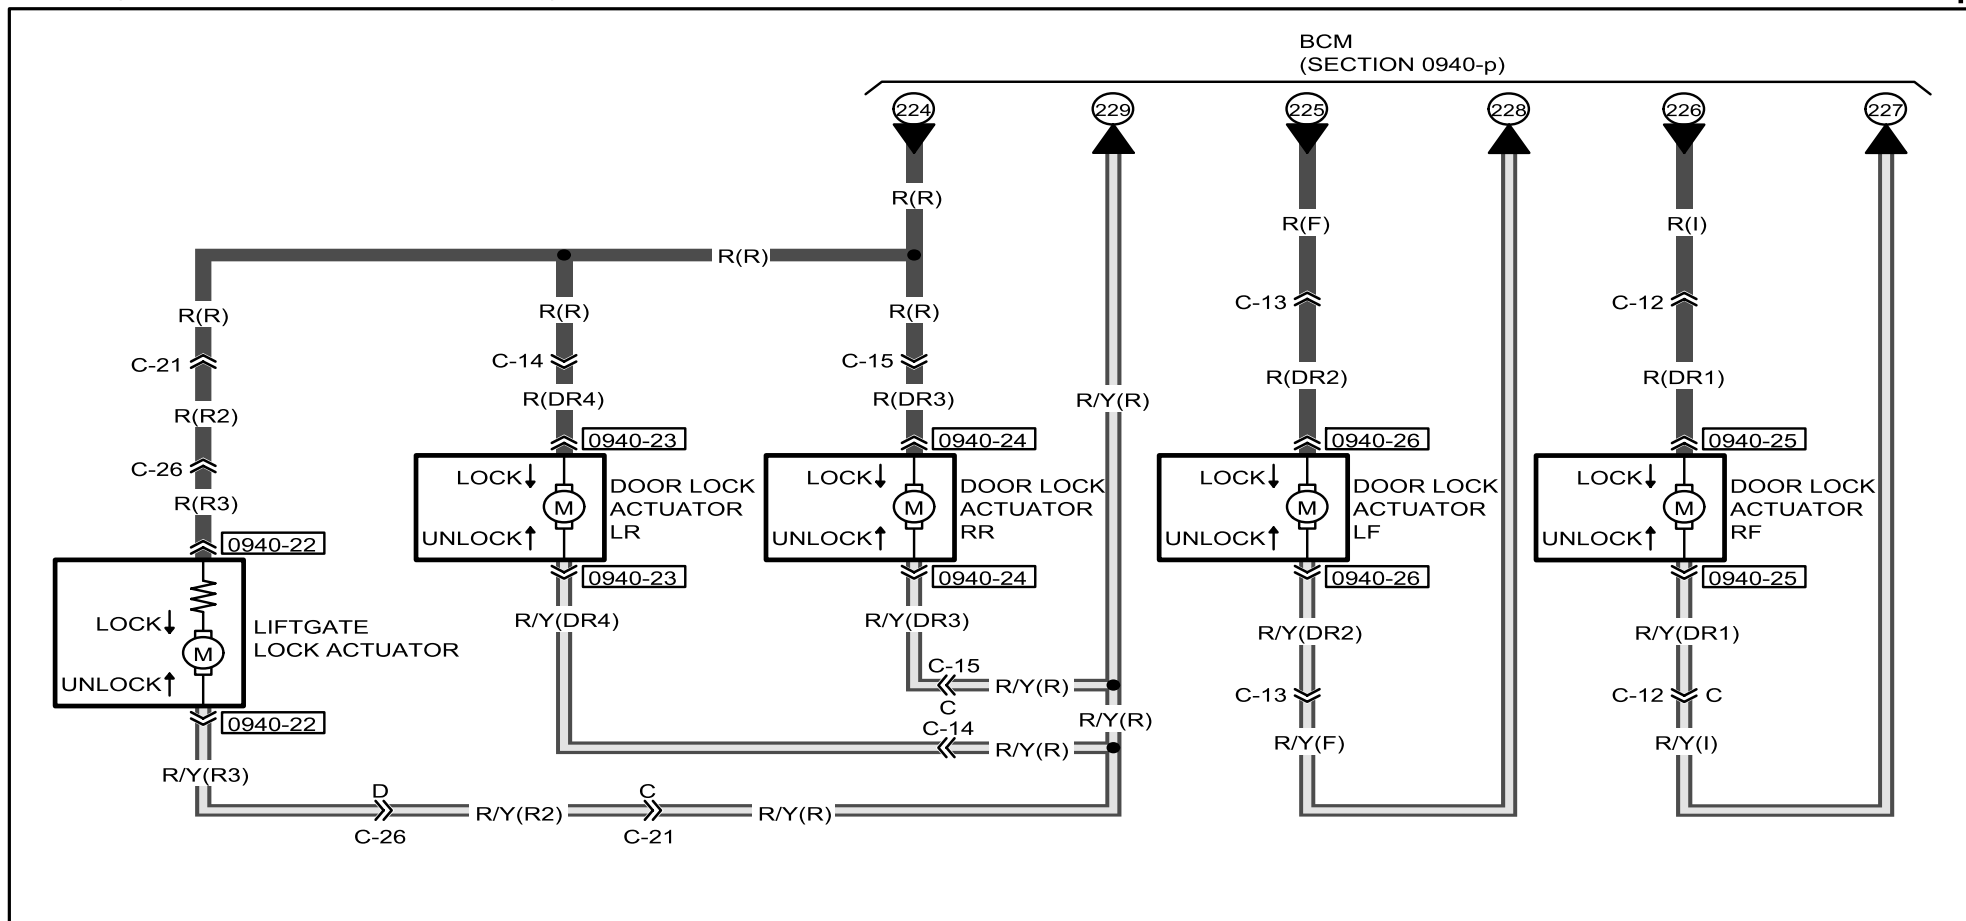 BCM
(SECTION 0940-p)
224
229
225
228
226
227
R(R)
R(F)
R(I)
R(R)
C-13
C-12
R(R)
R(R)
R(R)
C-21
C-14
C-15
R(DR2)
R(DR1)
R(R2)
R(DR4)
R(DR3)
R/Y(R)
C-26
0940-23
0940-24
0940-26
0940-25
R(R3)
LOCK
M
UNLOCK
DOOR LOCK
ACTUATOR
LR
LOCK
M
UNLOCK
DOOR LOCK
ACTUATOR
RR
LOCK
M
UNLOCK
DOOR LOCK
ACTUATOR
LF
LOCK
M
UNLOCK
DOOR LOCK
ACTUATOR
RF
0940-22
0940-23
0940-24
0940-26
0940-25
LOCK
M
UNLOCK
LIFTGATE
LOCK ACTUATOR
R/Y(DR4)
R/Y(DR3)
R/Y(DR2)
R/Y(DR1)
C-15
R/Y(R)
C
C-13
C-12
C
0940-22
C-14
R/Y(R)
R/Y(R)
R/Y(F)
R/Y(I)
R/Y(R3)
D
C-26
R/Y(R2)
C
C-21
R/Y(R)